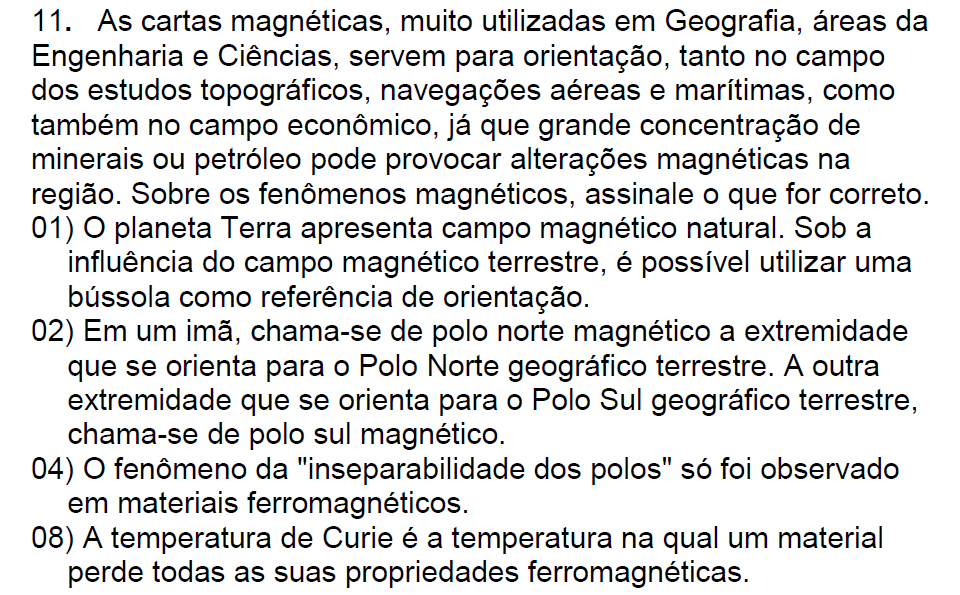 11. As cartas magnéticas, muito utilizadas em Geografia, áreas da
Engenharia e Ciências, servem para orientação, tanto no campo
dos estudos topográficos, navegações aéreas e marítimas, como
também no campo econômico, já que grande concentração de
minerais ou petróleo pode provocar alterações magnéticas na
região. Sobre os fenômenos magnéticos, assinale o que for correto.
01) O planeta Terra apresenta campo magnético natural. Sob a
influência do campo magnético terrestre, é possível utilizar uma
bússola como referência de orientação.
02) Em um imã, chama-se de polo norte magnético a extremidade
que se orienta para o Polo Norte geográfico terrestre. A outra
extremidade que se orienta para o Polo Sul geográfico terrestre,
chama-se de polo sul magnético.
04) O fenômeno da "inseparabilidade dos polos" só foi observado
em materiais ferromagnéticos.
08) A temperatura de Curie é a temperatura na qual um material
perde todas as suas propriedades ferromagnéticas.